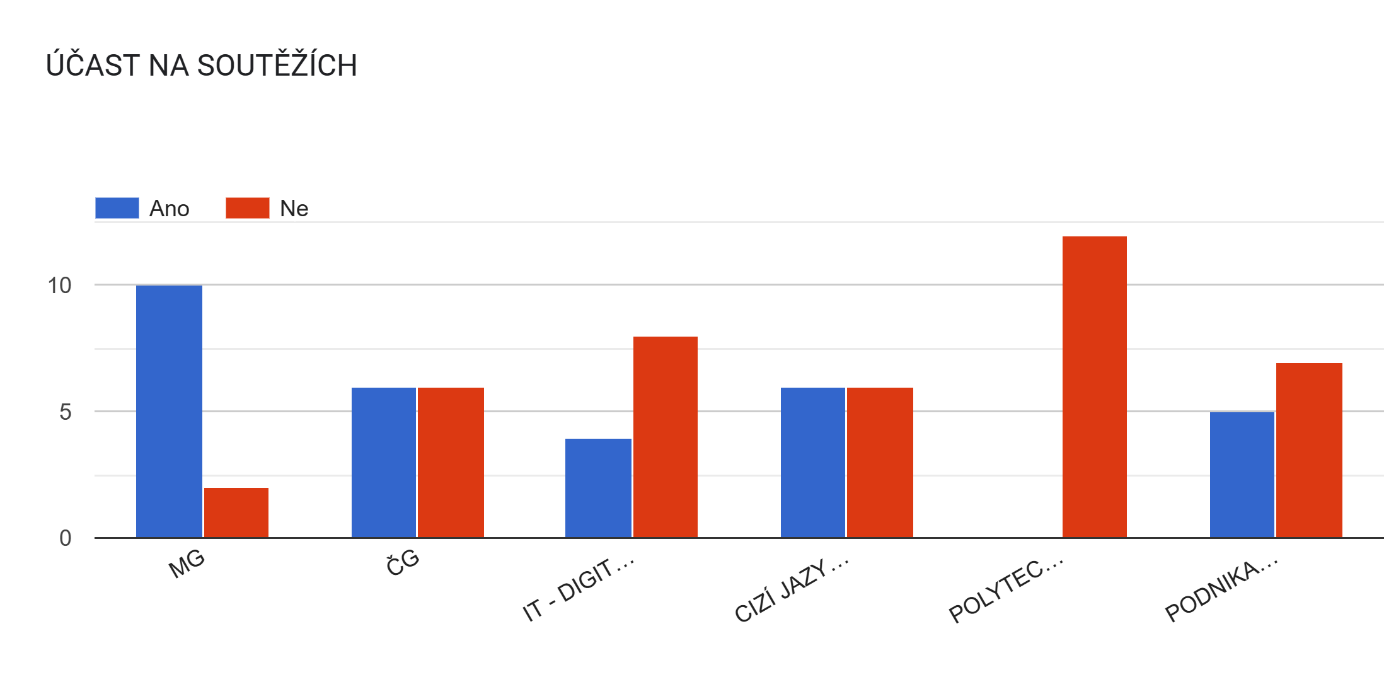 ÚČAST NA SOUTĚŽÍCH
Ano Ne
10
5
0
MG ČG IT - DIGIT... CIZÍ JAZY... POLYTEC... PODNIKA...